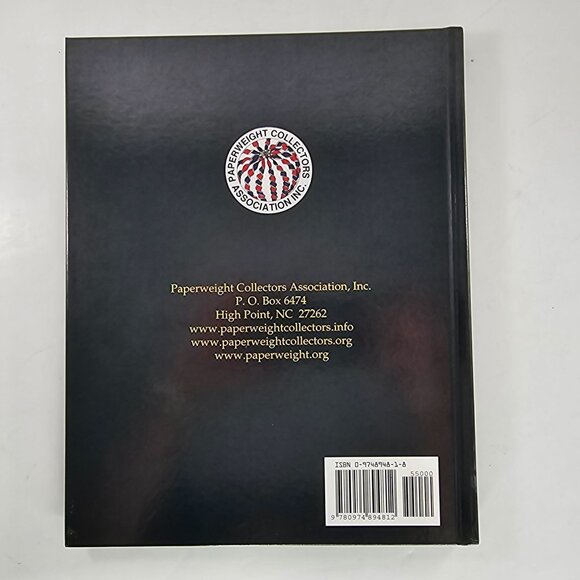 PAPERWEIGHT COLLECTORS
ASSOCIATION INC.
Paperweight Collectors Association, Inc.
P. O. Box 6474
High Point, NC 27262
www.paperweightcollectors.info
www.paperweightcollectors.org
www.paperweight.org
ISBN 0-9748948-1-8
55000
9 780974 894812